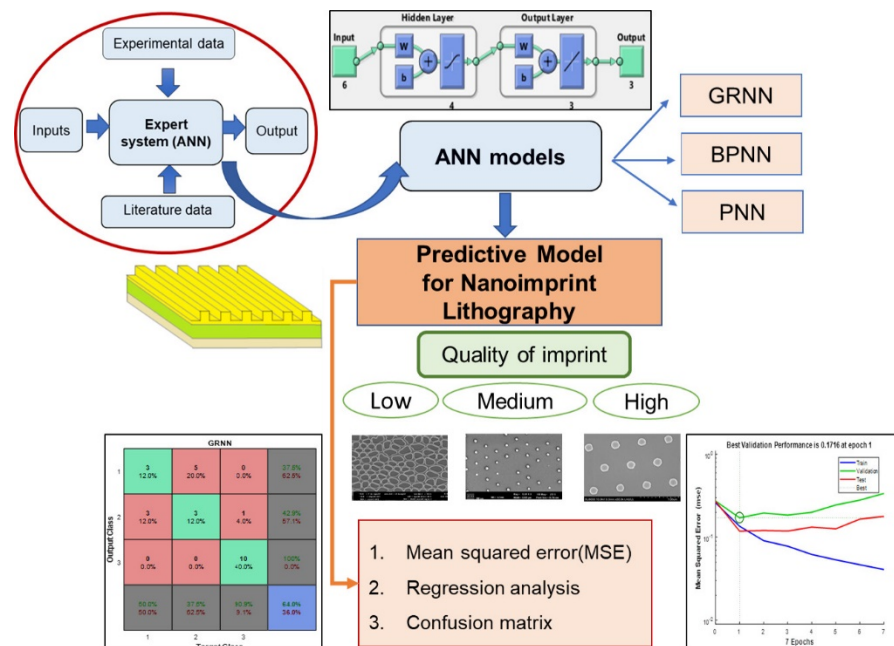 Experimental data
Inputs
Expert
system (ANN)
Output
Literature data
Hidden Layer
Output Layer
Input
W
b
W
b
Output
6
4
3
3
ANN models
GRNN
BPNN
PNN
Predictive Model
for Nanoimprint
Lithography
Quality of imprint
Low
Medium
High
GRNN
Output Class
1
3
12.0%
5
20.0%
0
0.0%
37.5%
62.5%
2
3
12.0%
3
12.0%
1
4.0%
42.9%
57.1%
3
0
0.0%
0
0.0%
10
40.0%
100%
0.0%
50.0%
50.0%
37.5%
62.5%
9.1%
64.0%
36.0%
1
2
3
Target Class
1. Mean squared error(MSE)
2. Regression analysis
3. Confusion matrix
Best Validation Performance is 0.1716 at epoch 1
Train
Validation
Test
Best
Mean Squared Error (mse)
0
1
2
3
4
5
6
7
7 Epochs